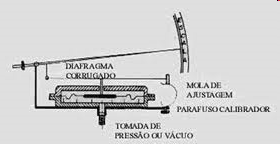 DIAFRAGMA
CORRUGADO
MOLA DE
AJUSTAGEM
PARAFUSO CALIBRADOR
TOMADA DE
PRESSÃO OU VÁCUO